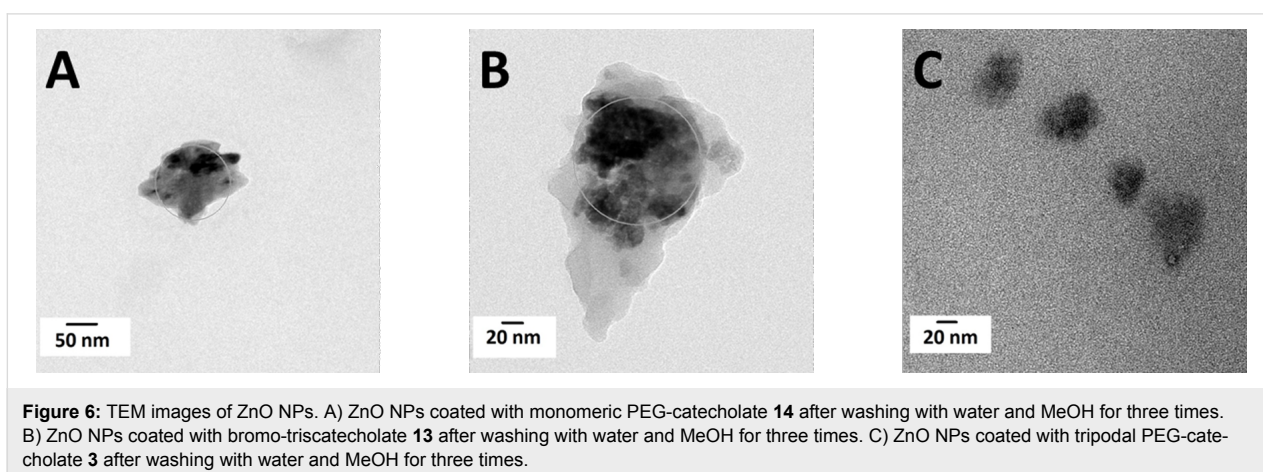 A
B
C
50 nm
20 nm
20 nm
Figure 6: TEM images of ZnO NPs. A) ZnO NPs coated with monomeric PEG-catecholate 14 after washing with water and MeOH for three times.
B) ZnO NPs coated with bromo-triscatecholate 13 after washing with water and MeOH for three times. C) ZnO NPs coated with tripodal PEG-cate-
cholate 3 after washing with water and MeOH for three times.